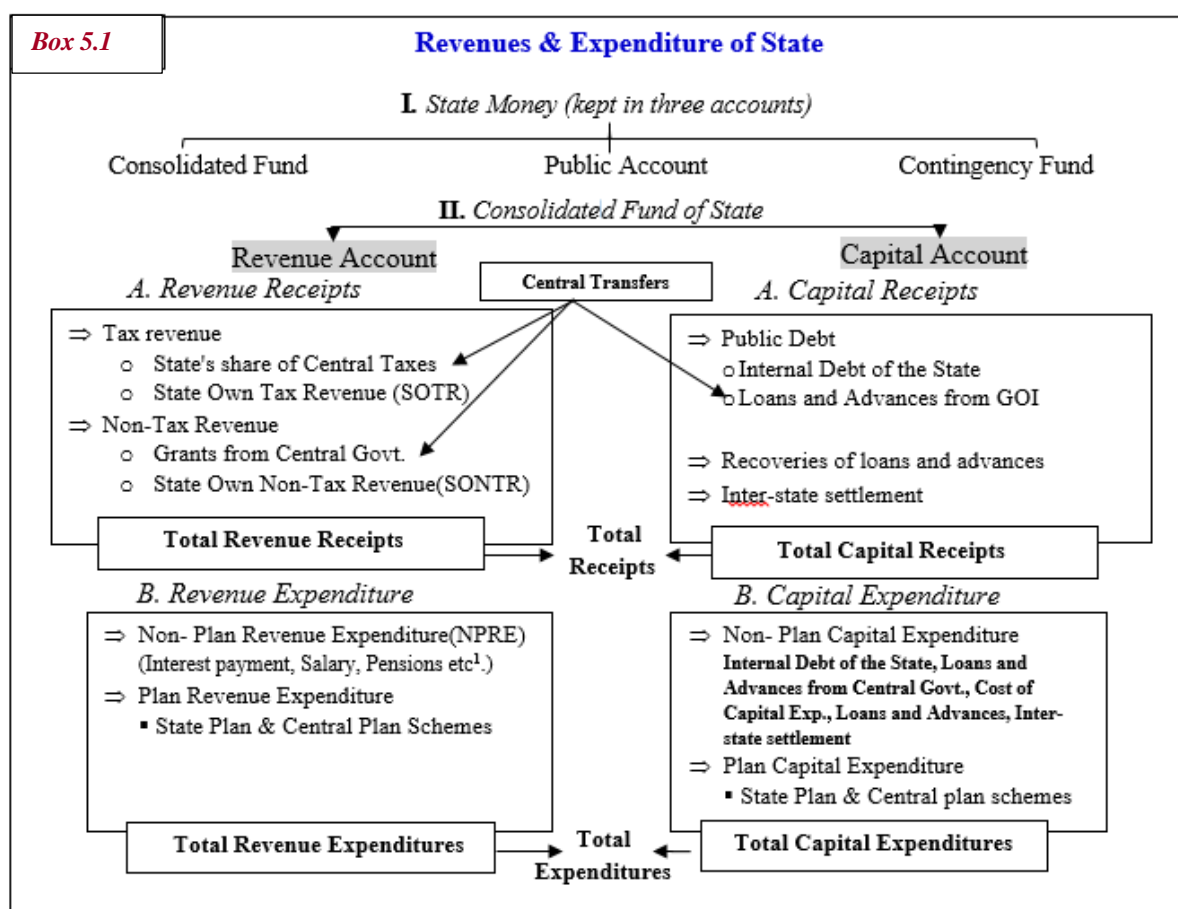 Box 5.1
Revenues & Expenditure of State
I. State Money (kept in three accounts)
Consolidated Fund
Public Account
Contingency Fund
II. Consolidated Fund of State
Revenue Account
Capital Account
Central Transfers
A. Revenue Receipts
⇒ Tax revenue
o State's share of Central Taxes
o State Own Tax Revenue (SOTR)
⇒ Non-Tax Revenue
o Grants from Central Govt.
o State Own Non-Tax Revenue(SONTR)
Total Revenue Receipts
A. Capital Receipts
⇒ Public Debt
o Internal Debt of the State
o Loans and Advances from GOI
⇒ Recoveries of loans and advances
⇒ Inter-state settlement
Total Capital Receipts
Total
Receipts
B. Revenue Expenditure
⇒ Non- Plan Revenue Expenditure(NPRE)
(Interest payment, Salary, Pensions etc¹.)
⇒ Plan Revenue Expenditure
▪ State Plan & Central Plan Schemes
Total Revenue Expenditures
B. Capital Expenditure
⇒ Non- Plan Capital Expenditure
Internal Debt of the State, Loans and
Advances from Central Govt., Cost of
Capital Exp., Loans and Advances, Inter-
state settlement
⇒ Plan Capital Expenditure
▪ State Plan & Central plan schemes
Total Capital Expenditures
Total
Expenditures